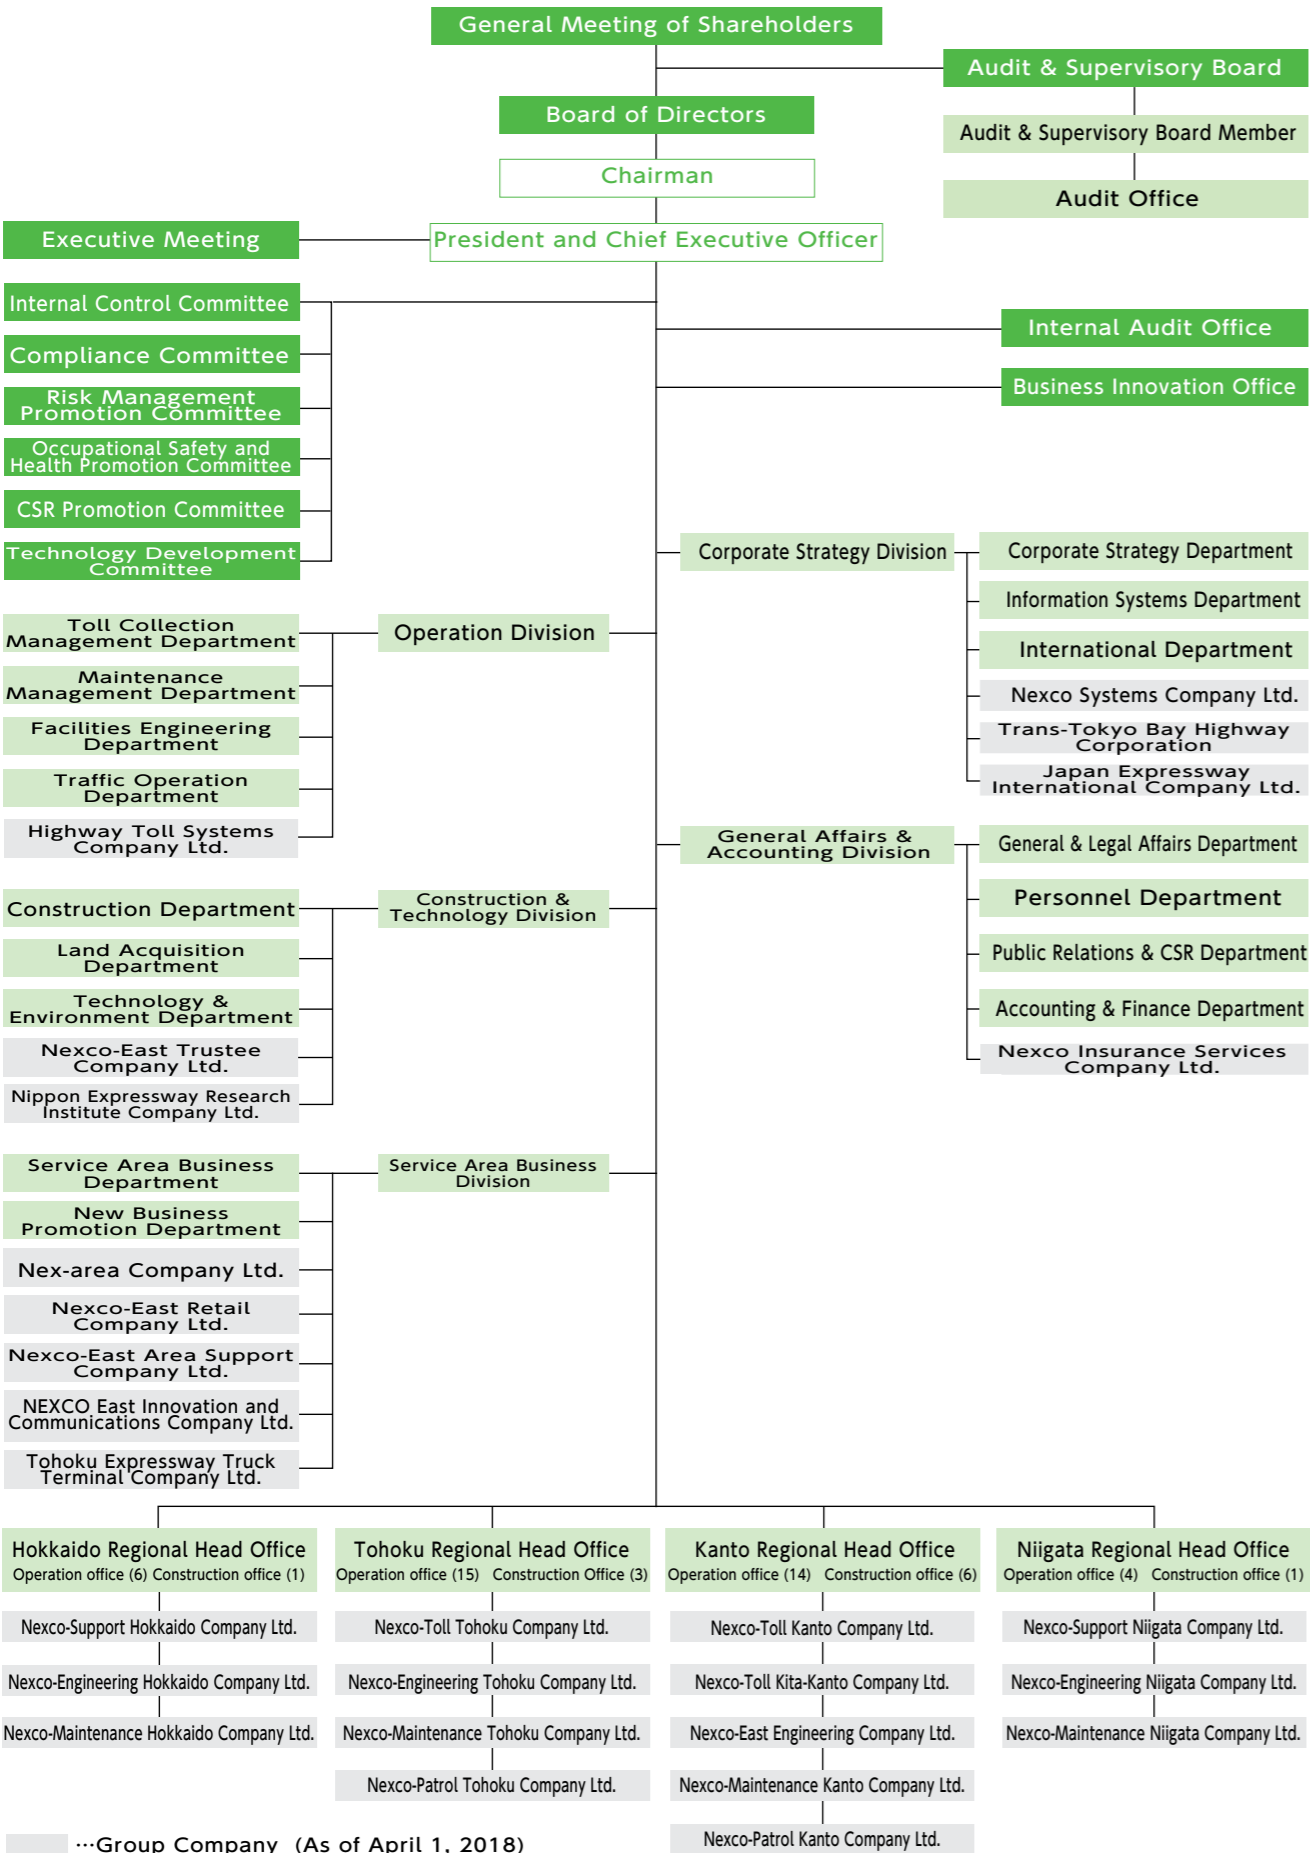 General Meeting of Shareholders
Audit & Supervisory Board
Board of Directors
Audit & Supervisory Board Member
Chairman
Audit Office
Executive Meeting
President and Chief Executive Officer
Internal Control Committee
Internal Audit Office
Compliance Committee
Business Innovation Office
Risk Management
Promotion Committee
Occupational Safety and
Health Promotion Committee
CSR Promotion Committee
Technology Development
Committee
Corporate Strategy Division
Corporate Strategy Department
Information Systems Department
International Department
Nexco Systems Company Ltd.
Trans-Tokyo Bay Highway
Corporation
Japan Expressway
International Company Ltd.
Toll Collection
Management Department
Operation Division
Maintenance
Management Department
Facilities Engineering
Department
Traffic Operation
Department
Highway Toll Systems
Company Ltd.
General Affairs &
Accounting Division
General & Legal Affairs Department
Personnel Department
Public Relations & CSR Department
Accounting & Finance Department
Nexco Insurance Services
Company Ltd.
Construction Department
Construction &
Technology Division
Land Acquisition
Department
Technology &
Environment Department
Nexco-East Trustee
Company Ltd.
Nippon Expressway Research
Institute Company Ltd.
Service Area Business
Department
Service Area Business
Division
New Business
Promotion Department
Nex-area Company Ltd.
Nexco-East Retail
Company Ltd.
Nexco-East Area Support
Company Ltd.
NEXCO East Innovation and
Communications Company Ltd.
Tohoku Expressway Truck
Terminal Company Ltd.
Hokkaido Regional Head Office
Operation office (6) Construction office (1)
Nexco-Support Hokkaido Company Ltd.
Nexco-Engineering Hokkaido Company Ltd.
Nexco-Maintenance Hokkaido Company Ltd.
Tohoku Regional Head Office
Operation office (15) Construction Office (3)
Nexco-Toll Tohoku Company Ltd.
Nexco-Engineering Tohoku Company Ltd.
Nexco-Maintenance Tohoku Company Ltd.
Nexco-Patrol Tohoku Company Ltd.
Kanto Regional Head Office
Operation office (14) Construction office (6)
Nexco-Toll Kanto Company Ltd.
Nexco-Toll Kita-Kanto Company Ltd.
Nexco-East Engineering Company Ltd.
Nexco-Maintenance Kanto Company Ltd.
Nexco-Patrol Kanto Company Ltd.
Niigata Regional Head Office
Operation office (4) Construction office (1)
Nexco-Support Niigata Company Ltd.
Nexco-Engineering Niigata Company Ltd.
Nexco-Maintenance Niigata Company Ltd.
…Group Company (As of April 1, 2018)